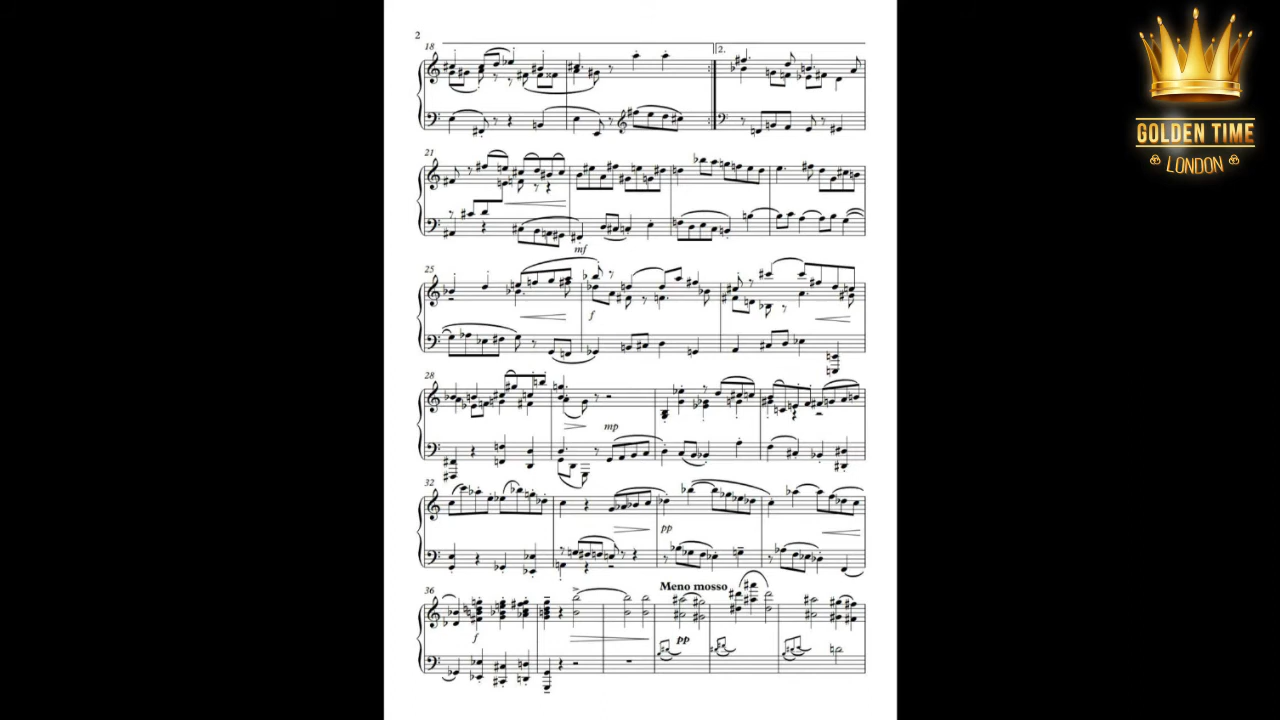 2
GOLDEN TIME
LONDON
18
2.
21
mf
25
f
28
mp
32
pp
36
Meno mosso
f
pp